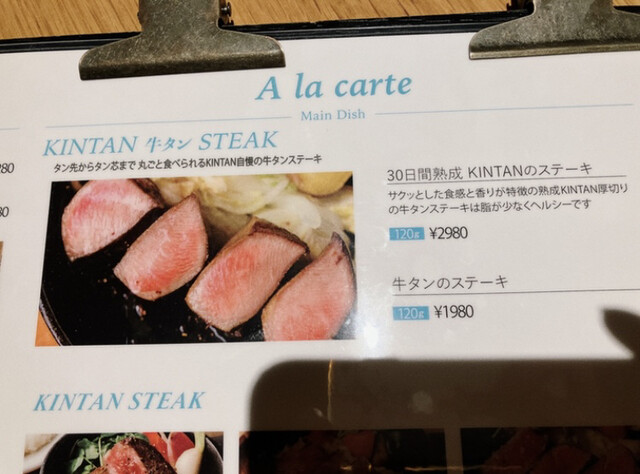 A la carte
Main Dish
KINTAN 牛タン STEAK
タン先からタン芯まで 丸ごと食べられるKINTAN自慢の牛タンステーキ
30日間熟成 KINTANのステーキ
サクッとした食感と香りが特徴の熟成KINTAN厚切り
の牛タンステーキは脂が少なくヘルシーです
120g ¥2980
牛タンのステーキ
120g ¥1980
KINTAN STEAK